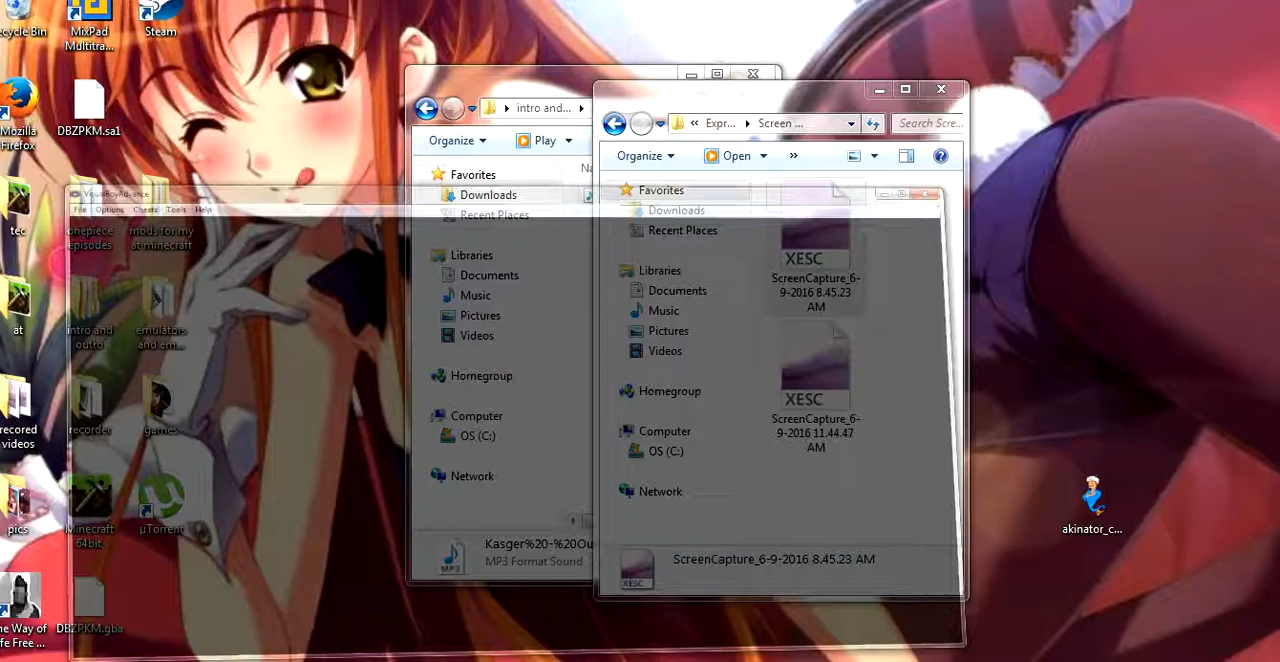 ecycle Bin
MixPad
Multitra...
Steam
Mozilla
Firefox
DBZPKM.sa1
tec
onepiece
episodes
mods for my
at minecraft
at
intro and
outro
emulators
and em...
recored
videos
recorder
games
pics
Minecraft
64bit
µTorrent
he Way of
fe Free ...
DBZPKM.gba
VisualBoyAdvance
File Options Cheats Tools Help
intro and...
Organize
Play
Favorites
Na
Downloads
Recent Places
Libraries
Documents
Music
Pictures
Videos
Homegroup
Computer
OS (C:)
Network
MP3
Kasger%20-%20Ou
MP3 Format Sound
« Expr...
Screen ...
Search Scre...
Organize
Open
»
Favorites
Downloads
Recent Places
Libraries
Documents
Music
Pictures
Videos
Homegroup
Computer
OS (C:)
Network
XESC
ScreenCapture_6-
9-2016 8.45.23
AM
XESC
ScreenCapture_6-
9-2016 11.44.47
AM
XESC
ScreenCapture_6-9-2016 8.45.23 AM
akinator_c...